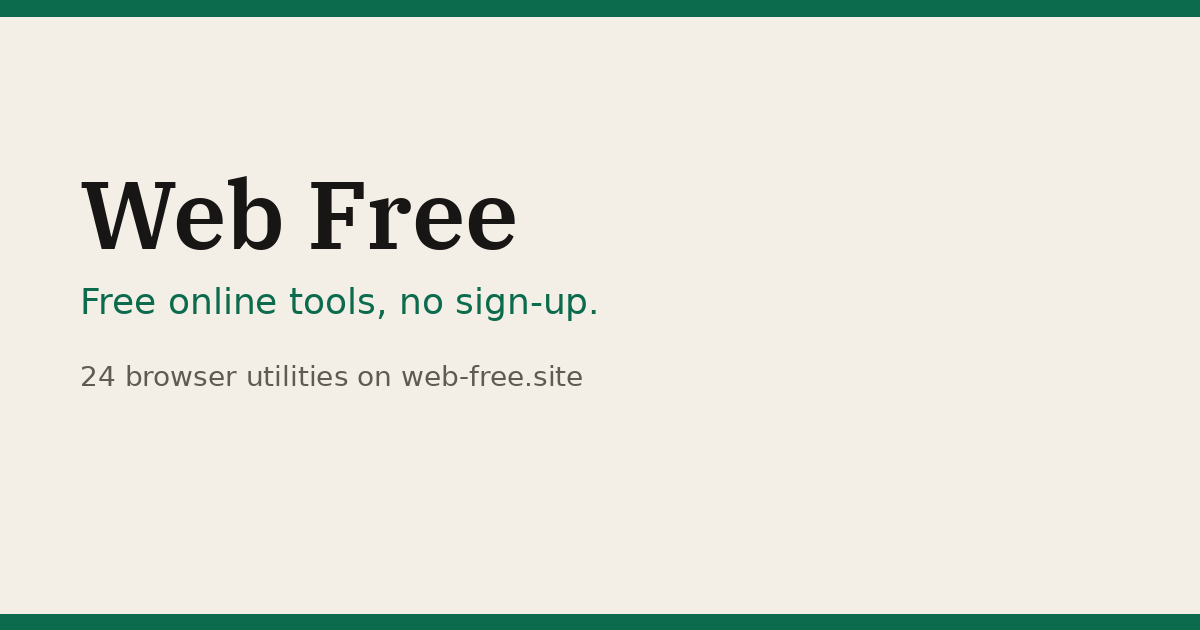 Web Free
Free online tools, no sign-up.
24 browser utilities on web-free.site